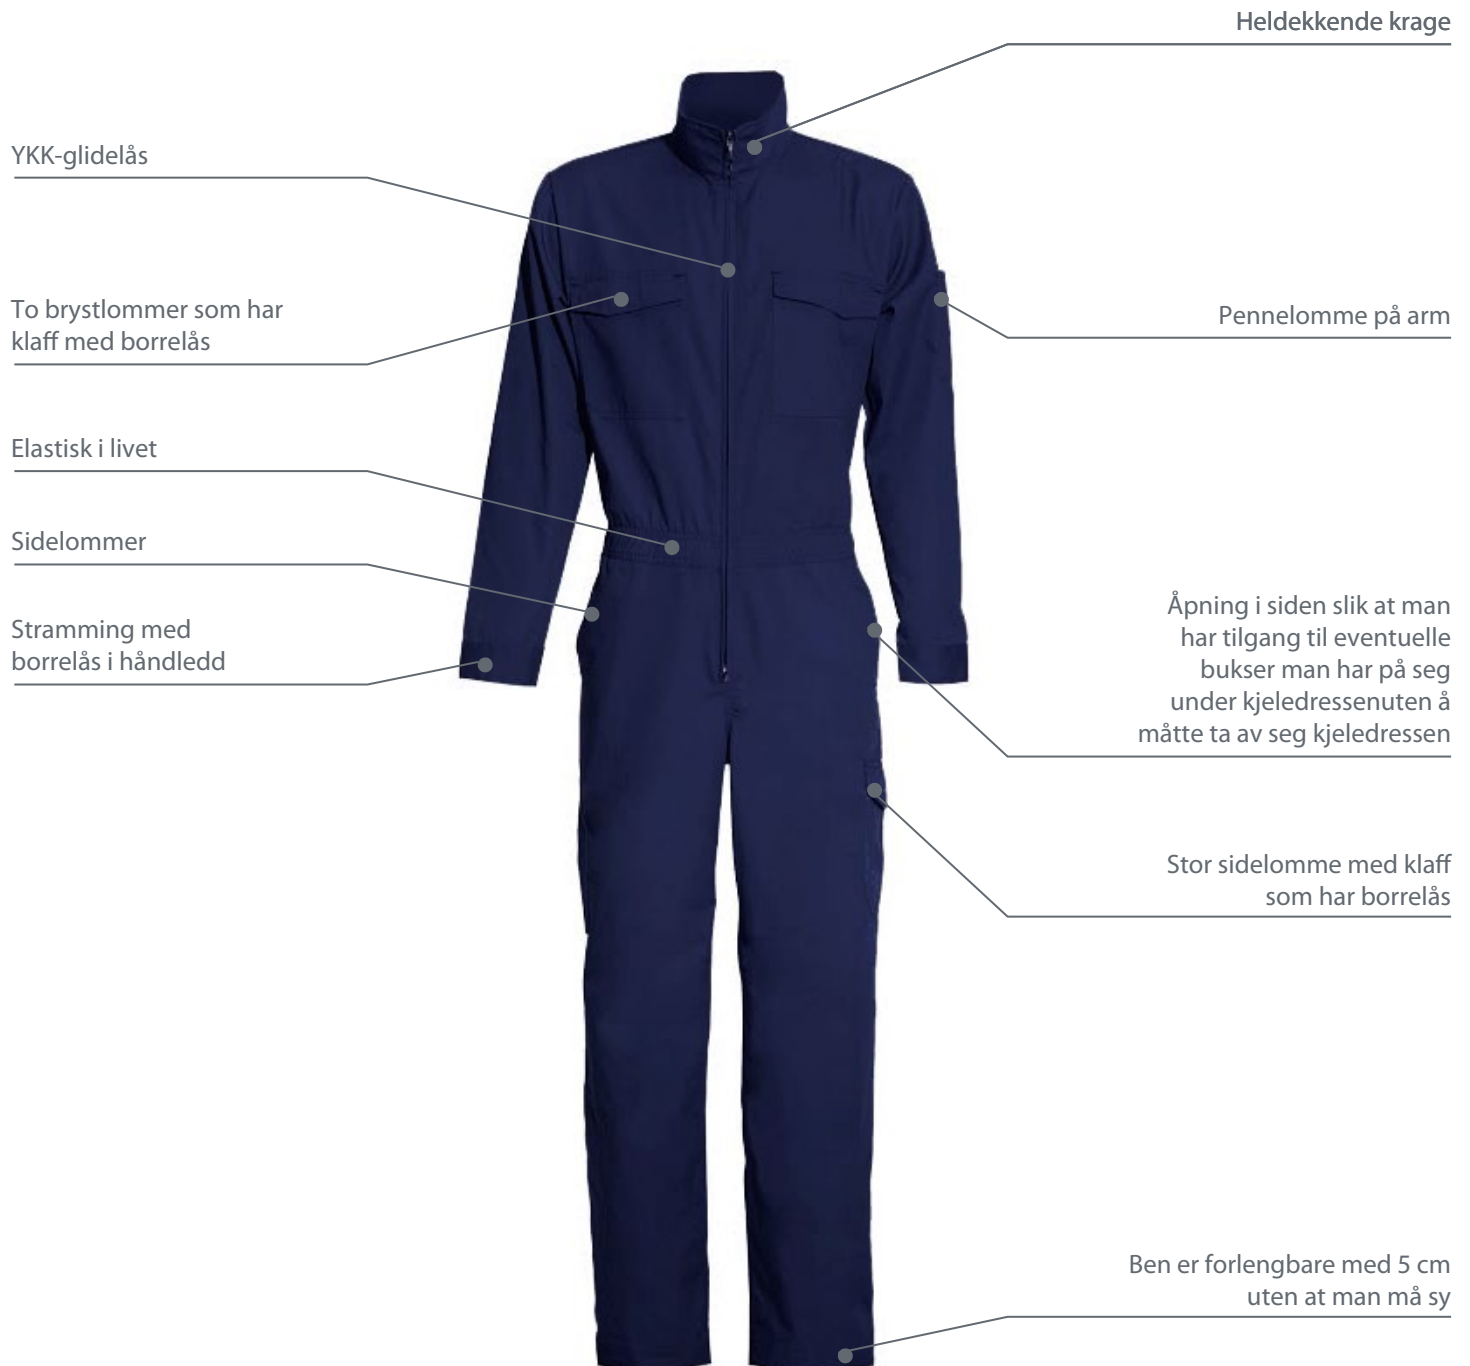 Heldekkende krage
YKK-glidelås
To brystlommer som har
klaff med borrelås
Pennelomme på arm
Elastisk i livet
Sidelommer
Stramming med
borrelås i håndledd
Åpning i siden slik at man
har tilgang til eventuelle
bukser man har på seg
under kjeledressenuten å
måtte ta av seg kjeledressen
Stor sidelomme med klaff
som har borrelås
Ben er forlengbare med 5 cm
uten at man må sy